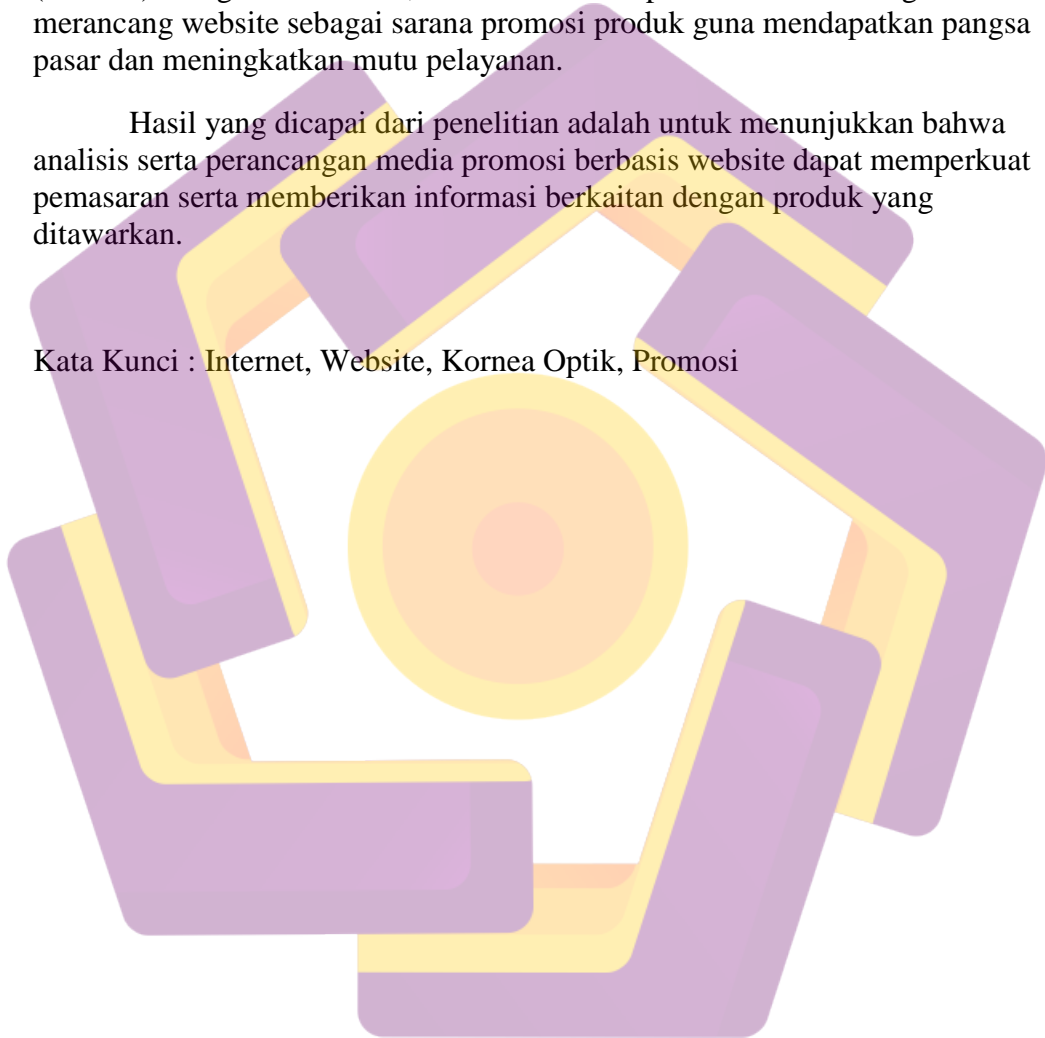 merancang website sebagai sarana promosi produk guna mendapatkan pangsa
pasar dan meningkatkan mutu pelayanan.
Hasil yang dicapai dari penelitian adalah untuk menunjukkan bahwa
analisis serta perancangan media promosi berbasis website dapat memperkuat
pemasaran serta memberikan informasi berkaitan dengan produk yang
ditawarkan.
Kata Kunci : Internet, Website, Kornea Optik, Promosi